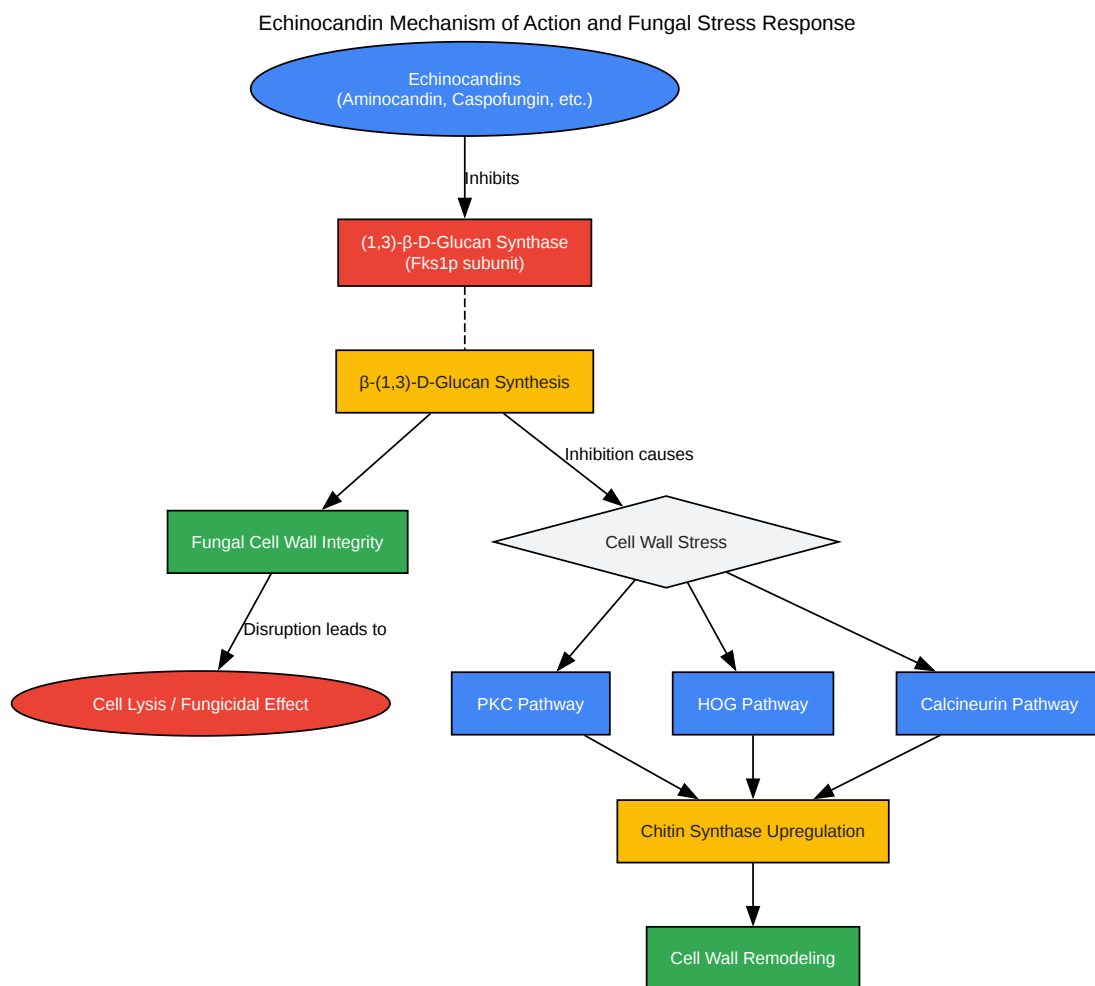 Echinocandin Mechanism of Action and Fungal Stress Response
Echinocandins
(Aminocandin, Caspofungin, etc.)
Inhibits
(1,3)-β-D-Glucan Synthase
(Fks1p subunit)
β-(1,3)-D-Glucan Synthesis
Inhibition causes
Fungal Cell Wall Integrity
Cell Wall Stress
Disruption leads to
Cell Lysis / Fungicidal Effect
PKC Pathway
HOG Pathway
Calcineurin Pathway
Chitin Synthase Upregulation
Cell Wall Remodeling